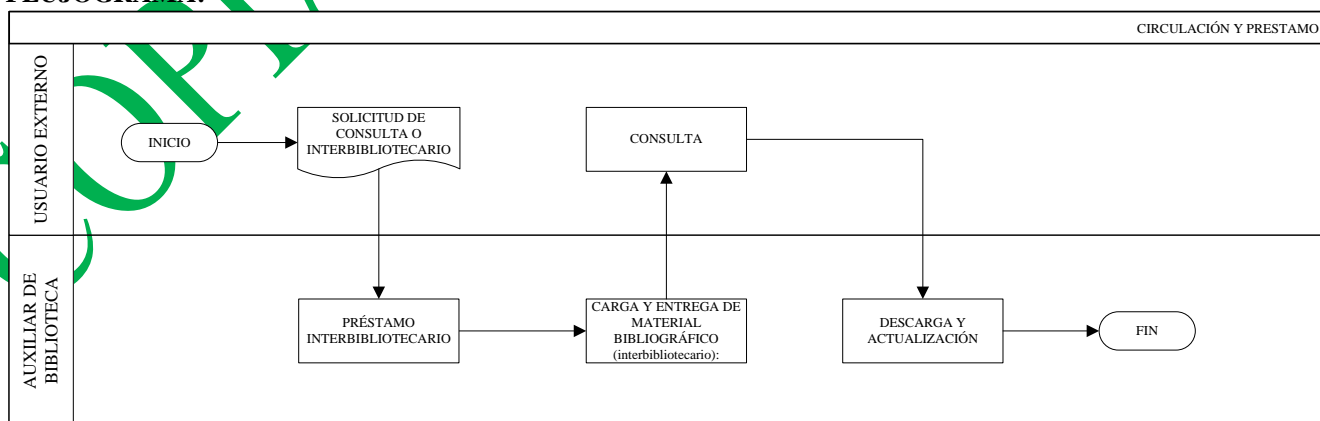 FLUJOGRAMA:
CIRCULACIÓN Y PRESTAMO
USUARIO EXTERNO
INICIO
SOLICITUD DE
CONSULTA O
INTERBIBLIOTECARIO
CONSULTA
AUXILIAR DE
BIBLIOTECA
PRÉSTAMO
INTERBIBLIOTECARIO
CARGA Y ENTREGA DE
MATERIAL
BIBLIOGRÁFICO
(interbibliotecario):
DESCARGA Y
ACTUALIZACIÓN
FIN